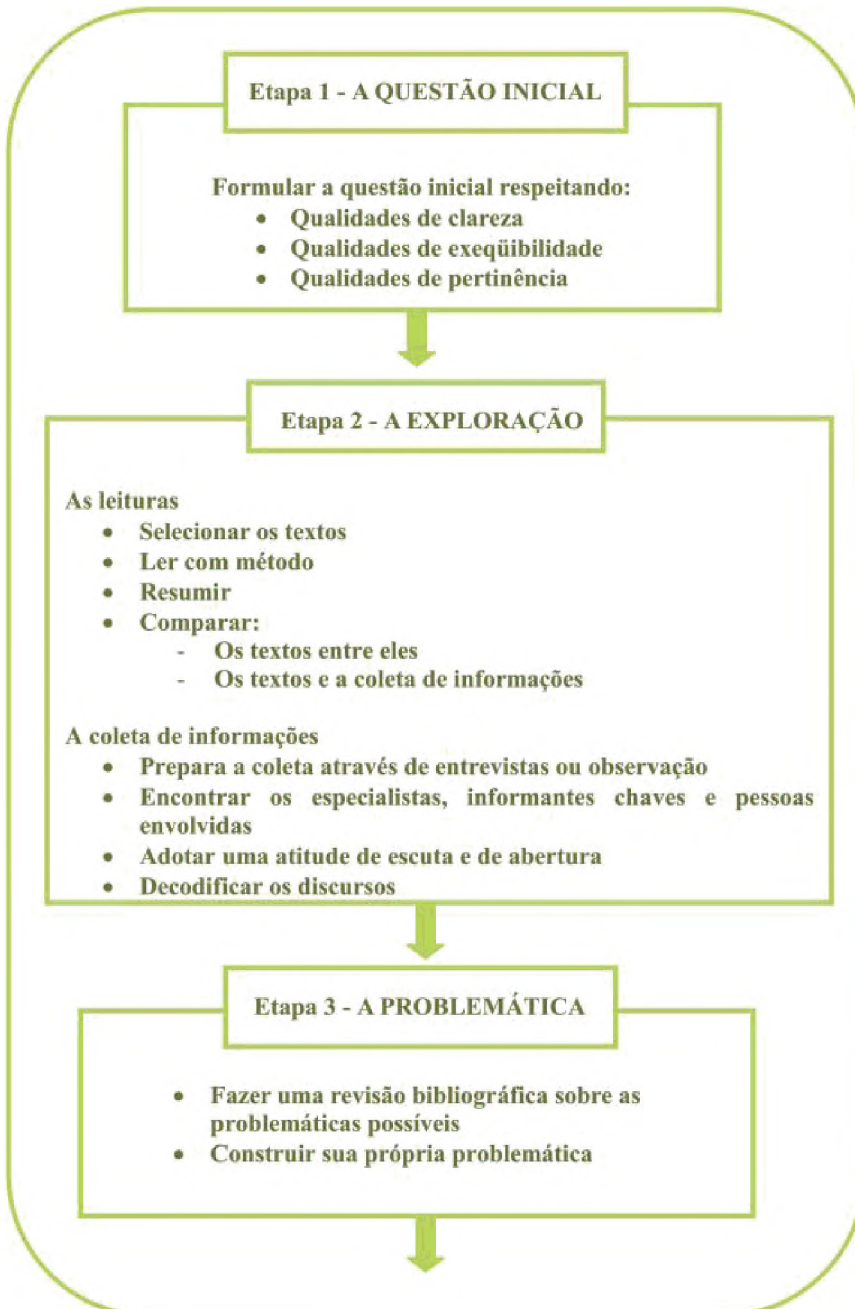 Etapa 1 - A QUESTÃO INICIAL
Formular a questão inicial respeitando:
• Qualidades de clareza
• Qualidades de exeqüibilidade
• Qualidades de pertinência
Etapa 2 - A EXPLORAÇÃO
As leituras
• Selecionar os textos
• Ler com método
• Resumir
• Comparar:
- Os textos entre eles
- Os textos e a coleta de informações
A coleta de informações
• Prepara a coleta através de entrevistas ou observação
• Encontrar os especialistas, informantes chaves e pessoas
envolvidas
• Adotar uma atitude de escuta e de abertura
• Decodificar os discursos
Etapa 3 - A PROBLEMÁTICA
• Fazer uma revisão bibliográfica sobre as
problemáticas possíveis
• Construir sua própria problemática